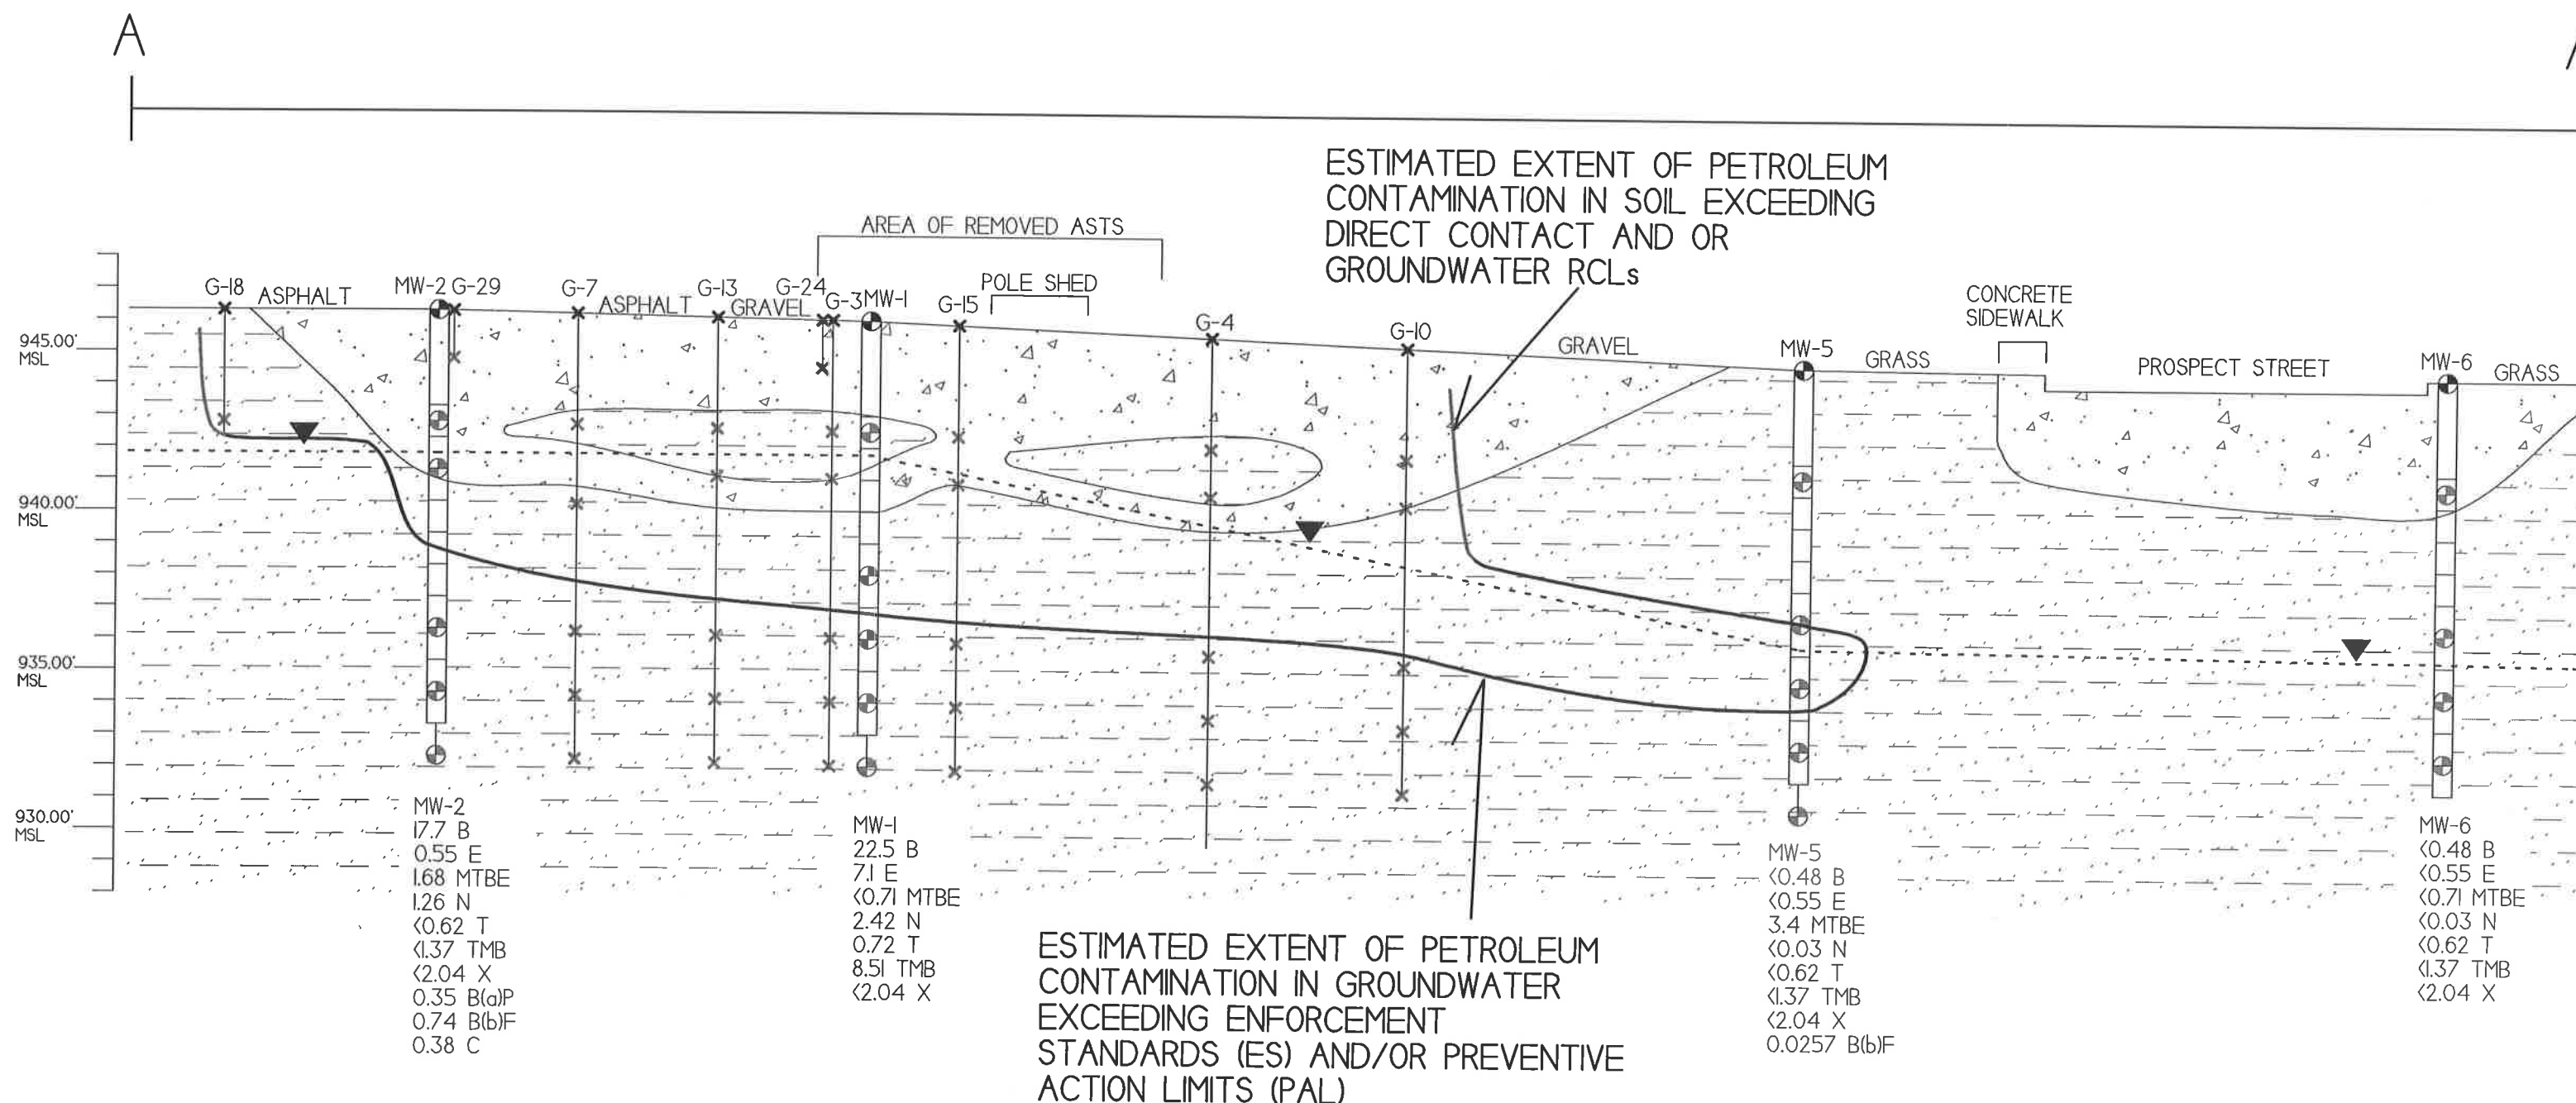 A
ESTIMATED EXTENT OF PETROLEUM
CONTAMINATION IN SOIL EXCEEDING
DIRECT CONTACT AND OR
GROUNDWATER RCLs
AREA OF REMOVED ASTS
POLE SHED
G-18
ASPHALT
MW-2
G-29
G-7
ASPHALT
G-13
GRAVEL
G-24
G-3
MW-1
G-15
G-4
G-10
GRAVEL
MW-5
GRASS
CONCRETE
SIDEWALK
PROSPECT STREET
MW-6
GRASS
945.00'
MSL
940.00'
MSL
935.00'
MSL
930.00'
MSL
MW-2
17.7 B
0.55 E
1.68 MTBE
1.26 N
<0.62 T
<1.37 TMB
<2.04 X
0.35 B(a)P
0.74 B(b)F
0.38 C
MW-1
22.5 B
7.1 E
<0.71 MTBE
2.42 N
0.72 T
8.51 TMB
<2.04 X
ESTIMATED EXTENT OF PETROLEUM
CONTAMINATION IN GROUNDWATER
EXCEEDING ENFORCEMENT
STANDARDS (ES) AND/OR PREVENTIVE
ACTION LIMITS (PAL)
MW-5
<0.48 B
<0.55 E
3.4 MTBE
<0.03 N
<0.62 T
<1.37 TMB
<2.04 X
0.0257 B(b)F
MW-6
<0.48 B
<0.55 E
<0.71 MTBE
<0.03 N
<0.62 T
<1.37 TMB
<2.04 X